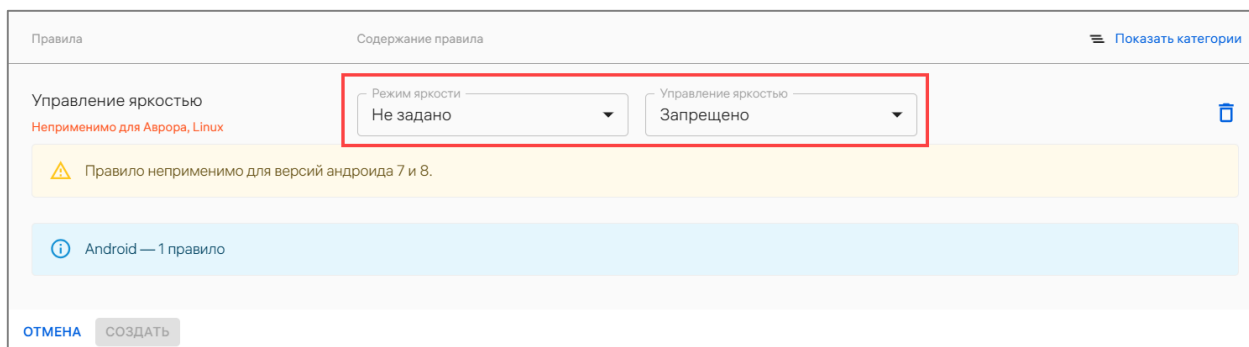 Правила Содержание правила Показать категории
Режим яркости Управление яркостью
Управление яркостью Не задано Запрещено
Неприменимо для Аврора, Linux
Правило неприменимо для версий андроида 7 и 8.
Android — 1 правило
ОТМЕНА СОЗДАТЬ